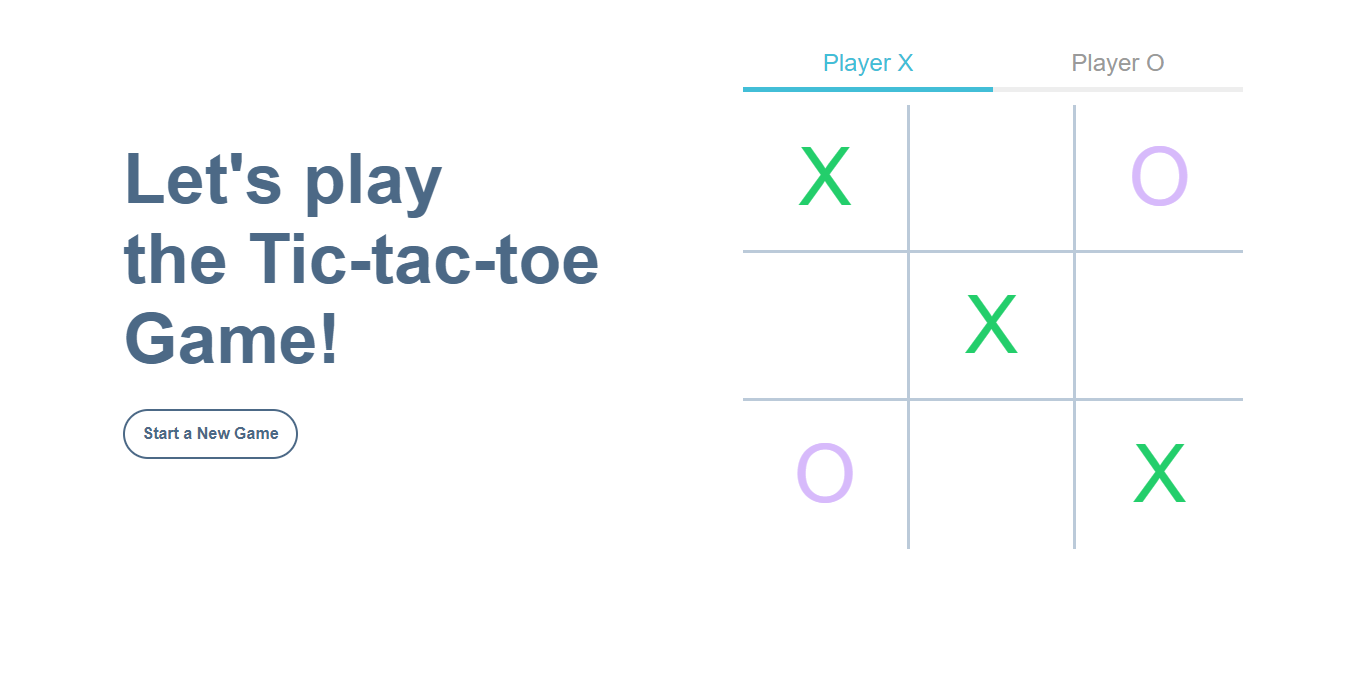 Let's play
the Tic-tac-toe
Game!
Start a New Game
Player X Player O
X O
X
O X